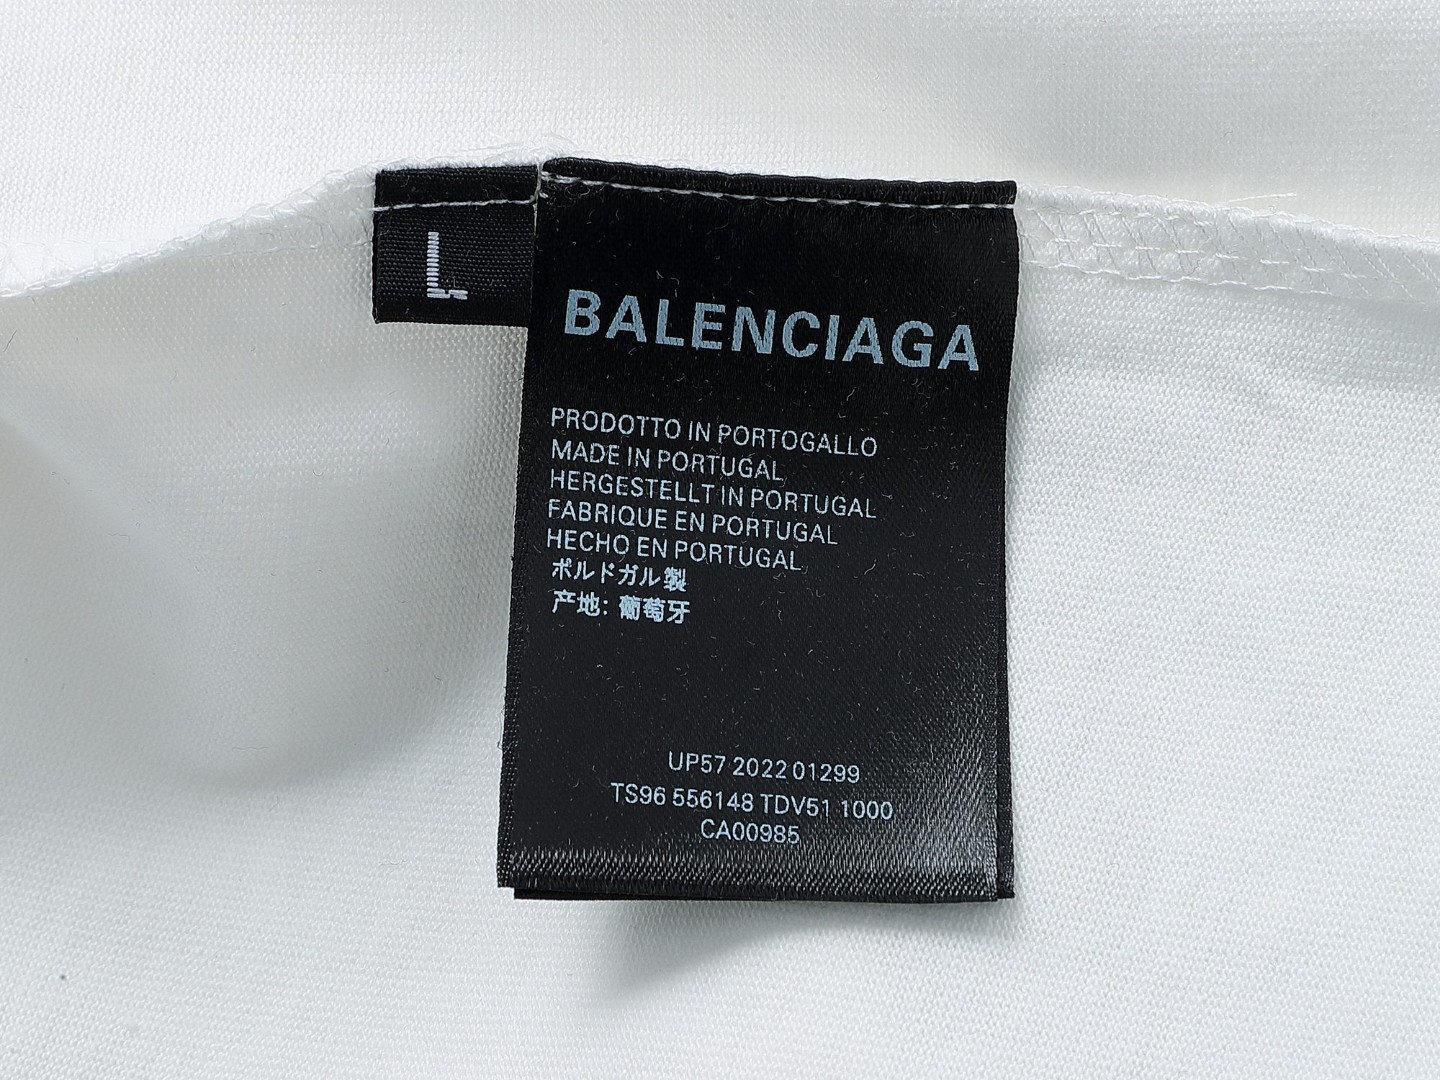 L
BALENCIAGA
PRODOTTO IN PORTOGALLO
MADE IN PORTUGAL
HERGESTELLT IN PORTUGAL
FABRIQUE EN PORTUGAL
HECHO EN PORTUGAL
ポルドガル製
产地: 葡萄牙
UP57 2022 01299
TS96 556148 TDV51 1000
CA00985